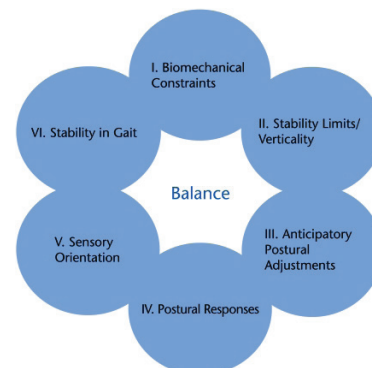 I. Biomechanical
Constraints
II. Stability Limits/
Verticality
III. Anticipatory
Postural
Adjustments
IV. Postural Responses
V. Sensory
Orientation
VI. Stability in Gait
Balance